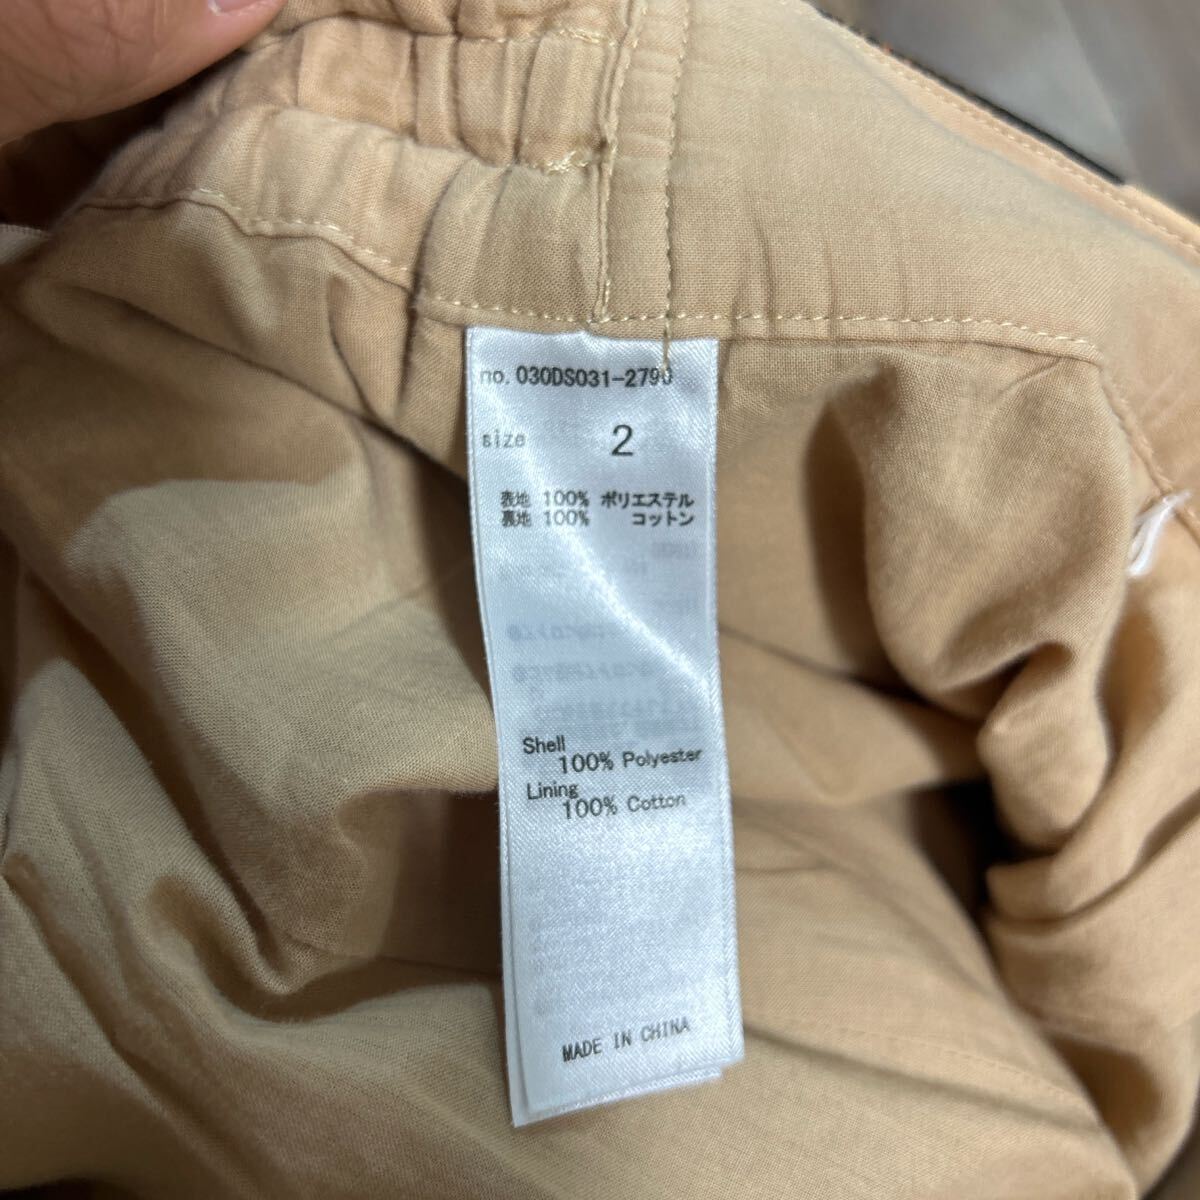 no. 030DS031-2790
size 2
表地 100% ポリエステル
裏地 100% コットン
Shell
100% Polyester
Lining
100% Cotton
MADE IN CHINA